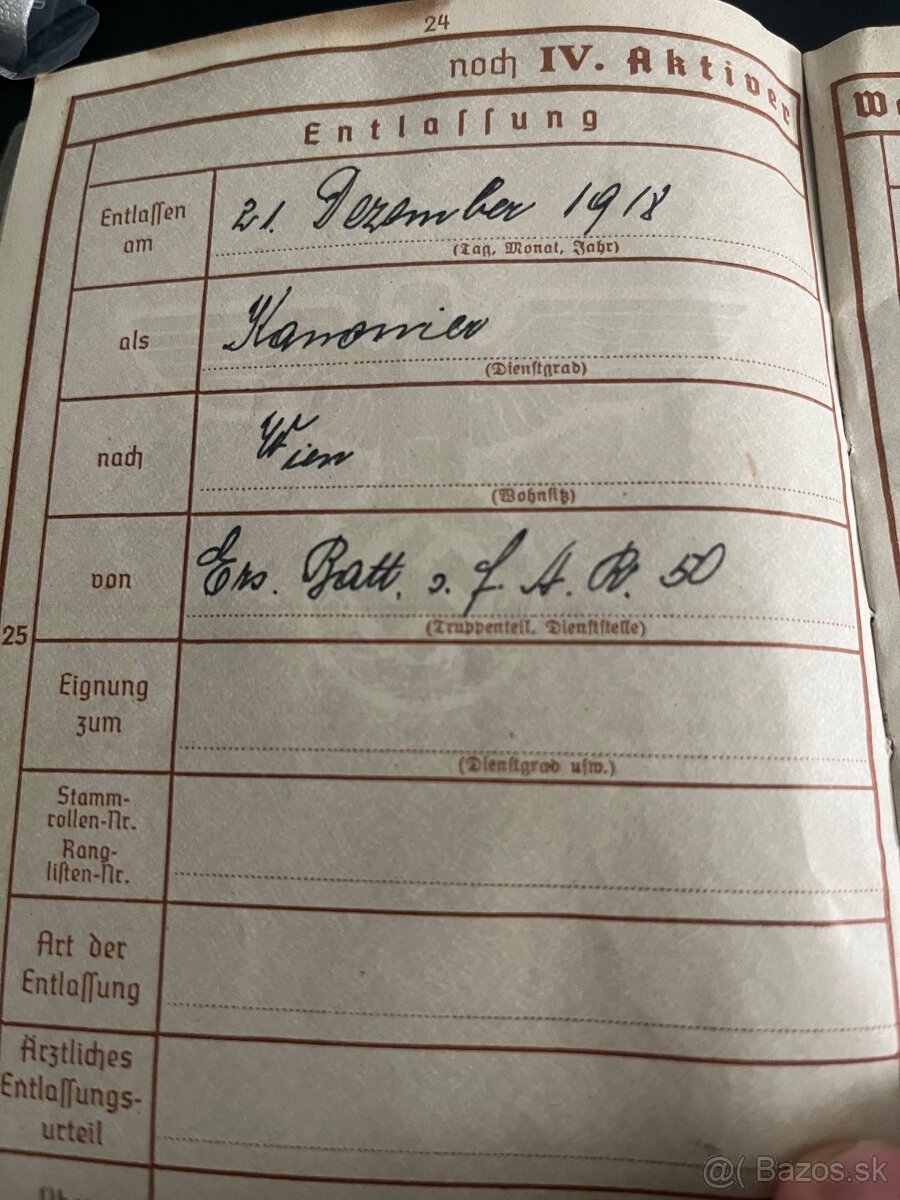 24
noch IV. Aktiver
Entlassung
Entlassen am
21. Dezember 1918
(Tag, Monat, Jahr)
als
Kanonier
(Dienstgrad)
nach
Wien
(Wohnsitz)
von
Ers. Batt. d. f. A. R. 50
(Truppenteil, Dienststelle)
25
Eignung
zum
(Dienstgrad usw.)
Stamm-
rollen-Nr.
Rang-
listen-Nr.
Art der
Entlassung
Ärztliches
Entlassungs-
urteil
@( Bazos.sk